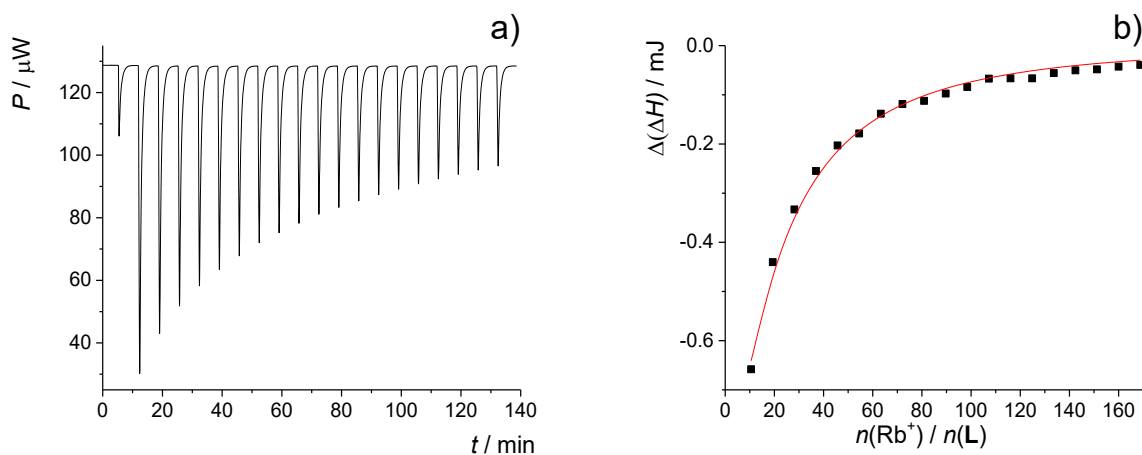 a)
P / μW
120
100
80
60
40
0 20 40 60 80 100 120 140
t / min
b)
Δ(ΔH) / mJ
0.0
-0.2
-0.4
-0.6
0 20 40 60 80 100 120 140 160
n(Rb⁺) / n(L)